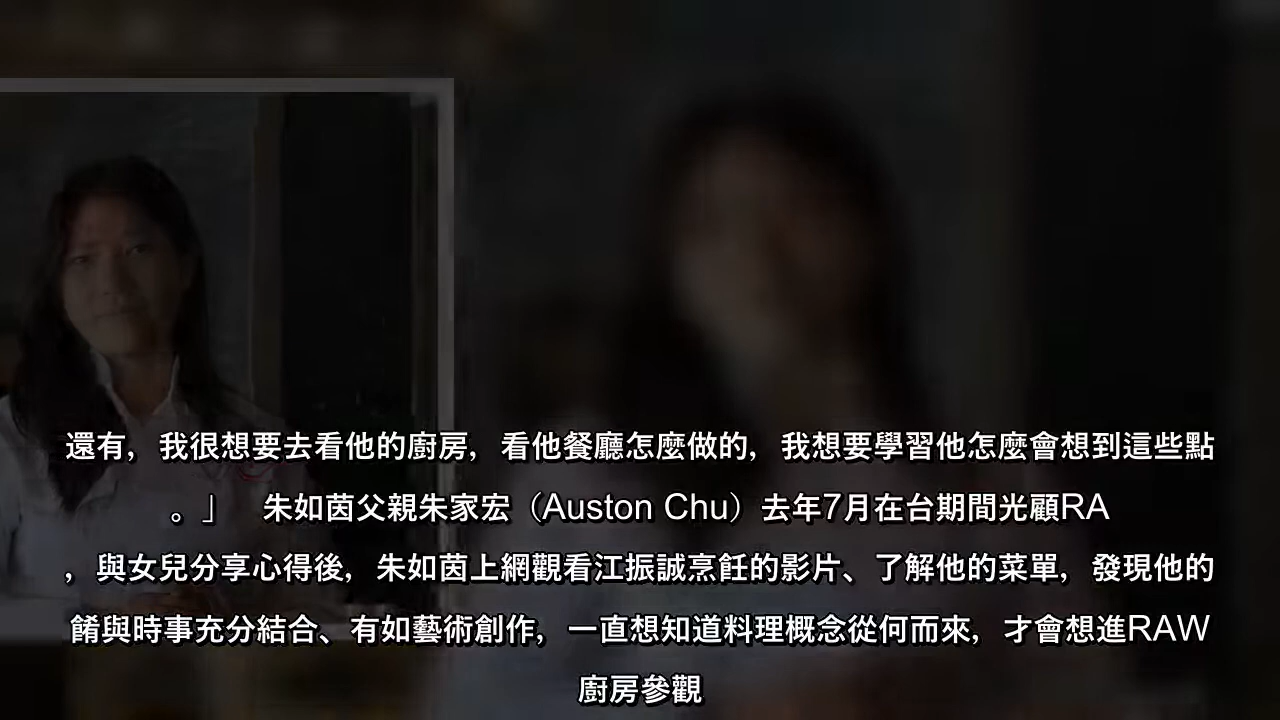 還有，我很想要去看他的廚房，看他餐廳怎麼做的，我想要學習他怎麼會想到這些點
。」　朱如茵父親朱家宏（Auston Chu）去年7月在台期間光顧RA
，與女兒分享心得後，朱如茵上網觀看江振誠烹飪的影片、了解他的菜單，發現他的
餚與時事充分結合、有如藝術創作，一直想知道料理概念從何而來，才會想進RAW
廚房參觀